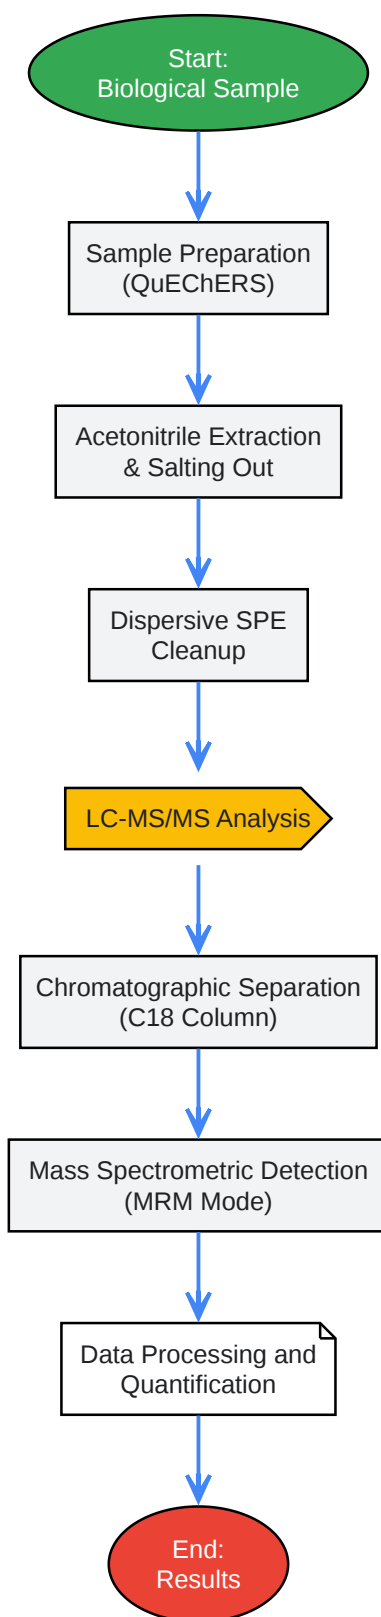 Start:
Biological Sample
Sample Preparation
(QuEChERS)
Acetonitrile Extraction
& Salting Out
Dispersive SPE
Cleanup
LC-MS/MS Analysis
Chromatographic Separation
(C18 Column)
Mass Spectrometric Detection
(MRM Mode)
Data Processing and
Quantification
End:
Results